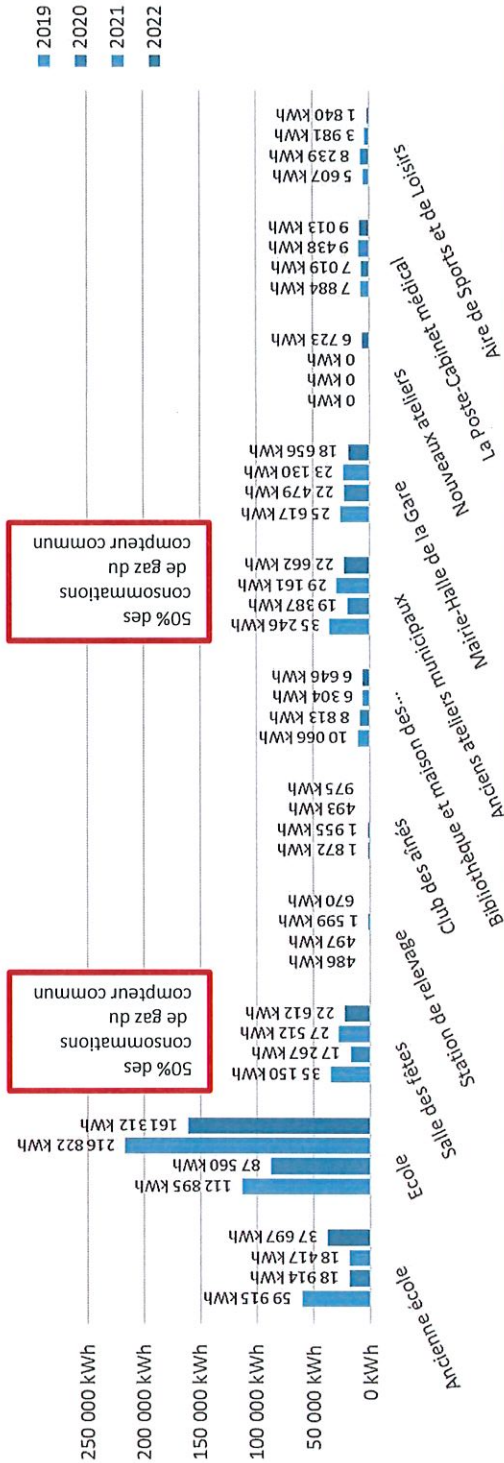 2019
2020
2021
2022
250 000 kWh
200 000 kWh
150 000 kWh
100 000 kWh
50 000 kWh
0 kWh
50% des
consommations
de gaz du
compteur commun
50% des
consommations
de gaz du
compteur commun
59 915 kWh
18 914 kWh
18 417 kWh
37 697 kWh
Ancienne école
112 895 kWh
87 560 kWh
216 822 kWh
161 312 kWh
Ecole
35 150 kWh
17 267 kWh
27 512 kWh
22 612 kWh
Salle des fêtes
486 kWh
497 kWh
1 599 kWh
670 kWh
Station de relevage
1 872 kWh
1 955 kWh
493 kWh
975 kWh
Club des aînés
10 066 kWh
8 813 kWh
6 304 kWh
6 646 kWh
Bibliothèque et maison des...
35 246 kWh
19 387 kWh
29 161 kWh
22 662 kWh
Anciens ateliers municipaux
25 617 kWh
22 479 kWh
23 130 kWh
18 656 kWh
Mairie-Halle de la Gare
0 kWh
0 kWh
0 kWh
6 723 kWh
Nouveaux ateliers
7 884 kWh
7 019 kWh
9 438 kWh
9 013 kWh
La Poste-Cabinet médical
5 607 kWh
8 239 kWh
3 981 kWh
1 840 kWh
Aire de Sports et de Loisirs